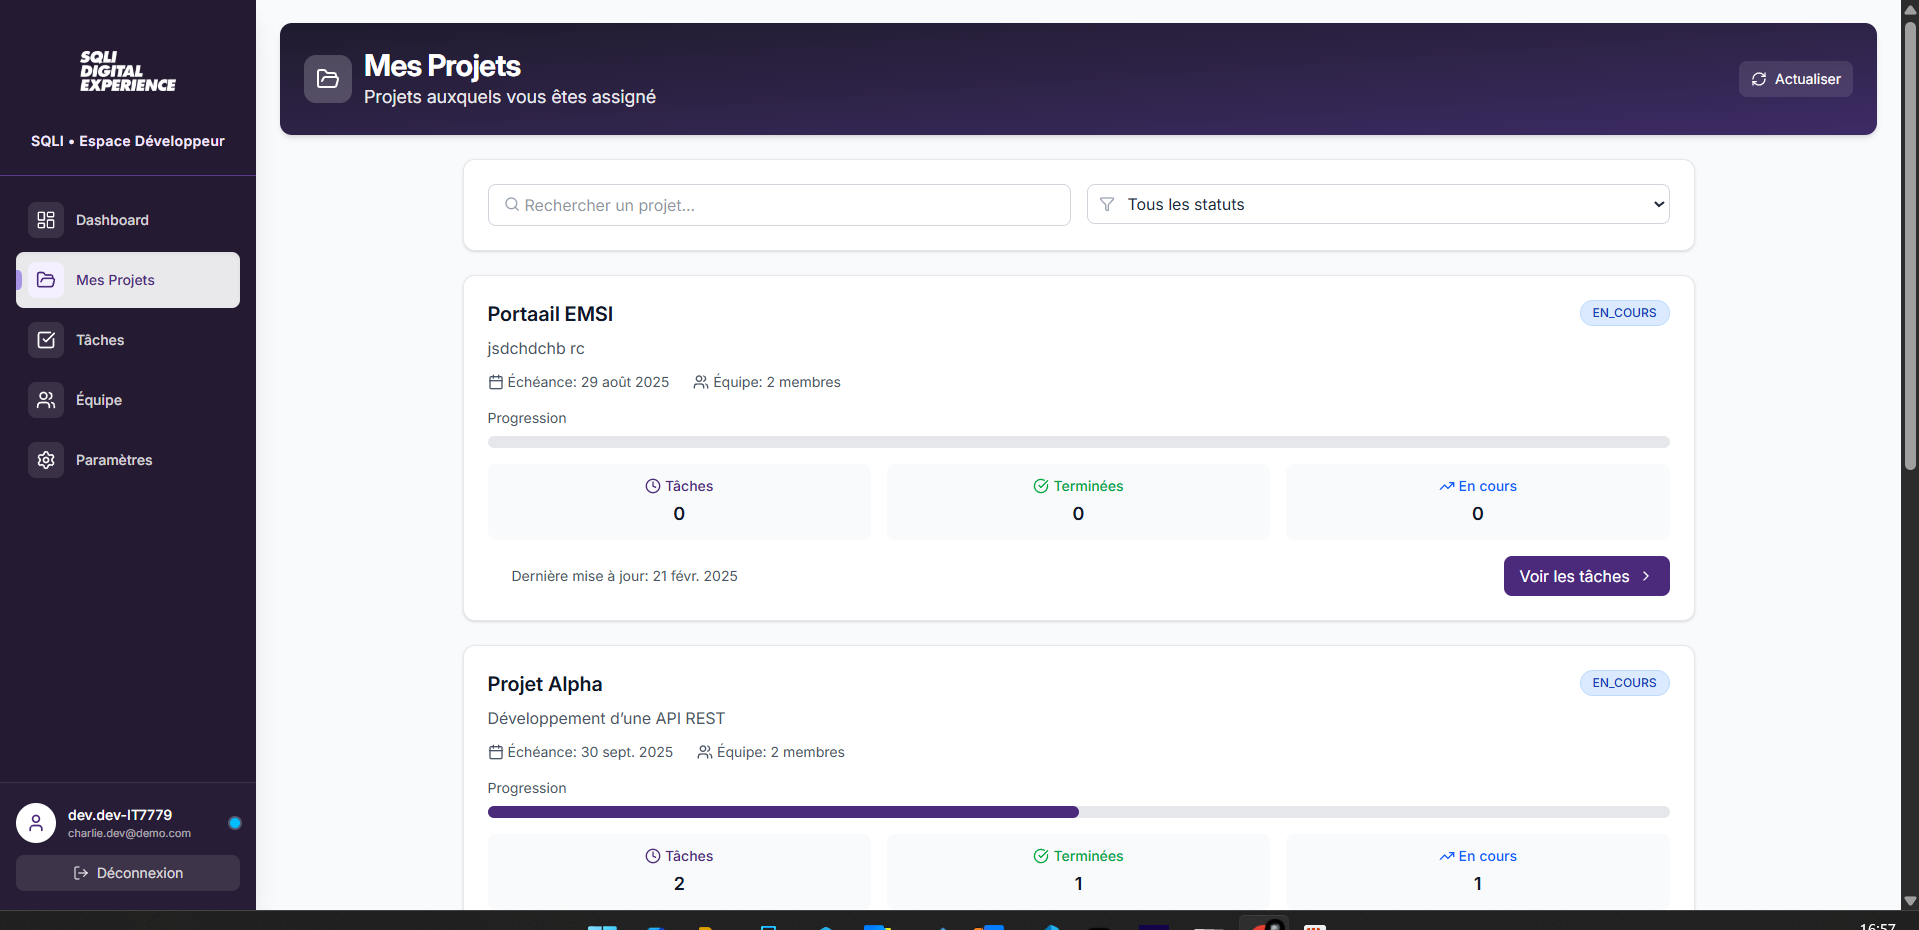 SQLI
DIGITAL
EXPERIENCE
SQLI • Espace Développeur
Dashboard
Mes Projets
Tâches
Équipe
Paramètres
dev.dev-IT7779
charlie.dev@demo.com
Déconnexion
Mes Projets
Projets auxquels vous êtes assigné
Actualiser
Rechercher un projet...
Tous les statuts
Portaail EMSI
EN_COURS
jsdchdchb rc
Échéance: 29 août 2025 Équipe: 2 membres
Progression
Tâches Terminées En cours
0 0 0
Dernière mise à jour: 21 févr. 2025
Voir les tâches
Projet Alpha
EN_COURS
Développement d’une API REST
Échéance: 30 sept. 2025 Équipe: 2 membres
Progression
Tâches Terminées En cours
2 1 1
16:57